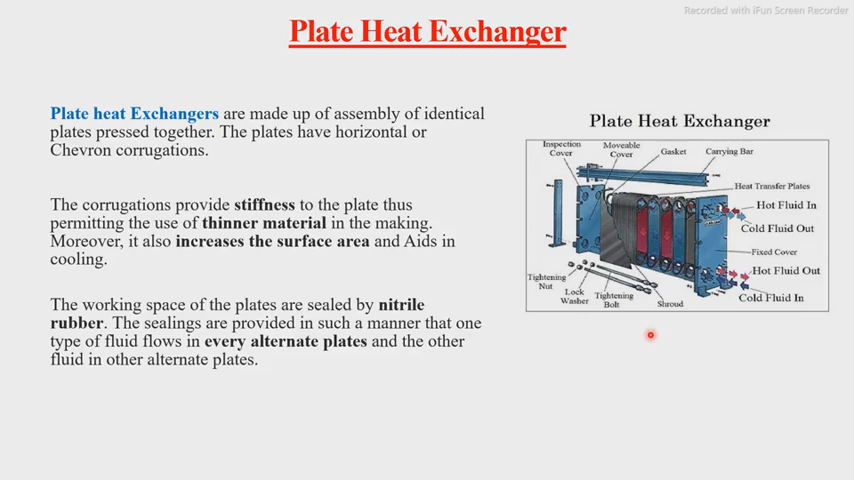 Recorded with iFun Screen Recorder
Plate Heat Exchanger
Plate heat Exchangers are made up of assembly of identical
plates pressed together. The plates have horizontal or
Chevron corrugations.
The corrugations provide stiffness to the plate thus
permitting the use of thinner material in the making.
Moreover, it also increases the surface area and Aids in
cooling.
The working space of the plates are sealed by nitrile
rubber. The sealings are provided in such a manner that one
type of fluid flows in every alternate plates and the other
fluid in other alternate plates.
Plate Heat Exchanger
Inspection
Cover
Moveable
Cover
Gasket
Carrying Bar
Heat Transfer Plates
Hot Fluid In
Cold Fluid Out
Fixed Cover
Hot Fluid Out
Cold Fluid In
Tightening
Nut
Lock
Washer
Tightening
Bolt
Shroud